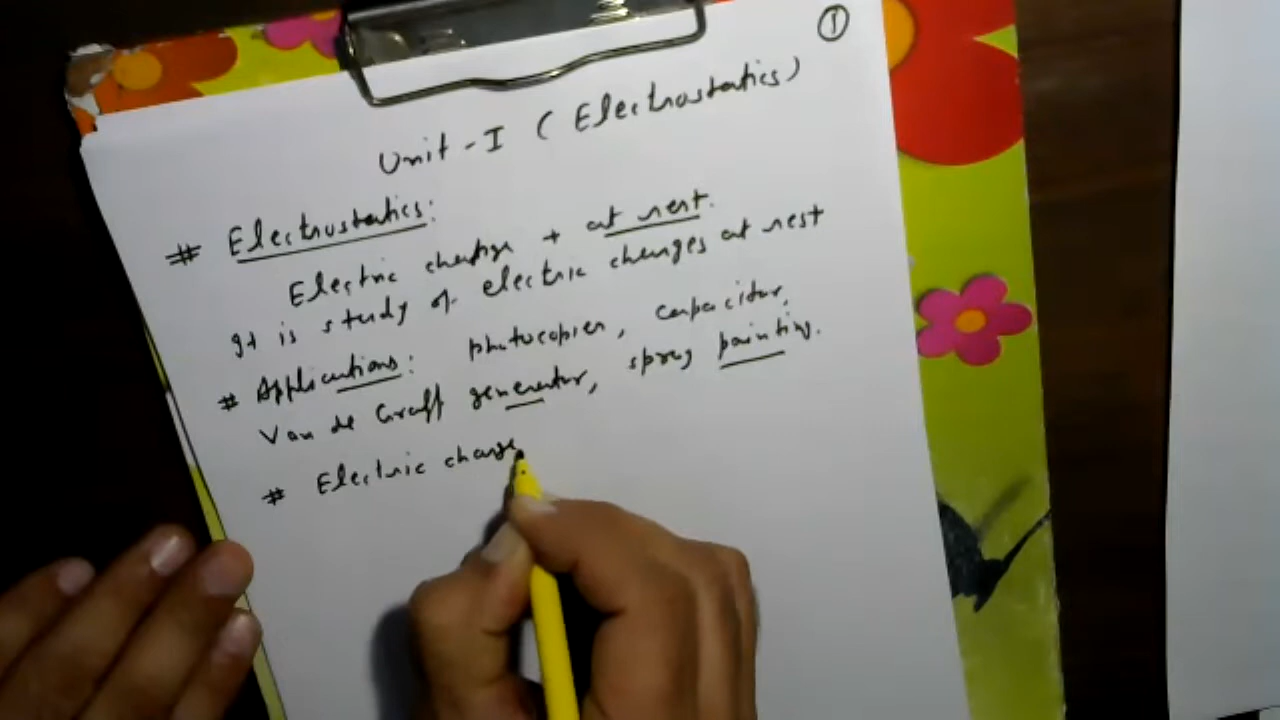 ①
Unit - I ( Electrostatics )
# Electrostatics :
Electric charge + at rest.
It is study of electric charges at rest
# Applications : photocopier, capacitor,
Van de Graff generator, spray painting.
# Electric charge